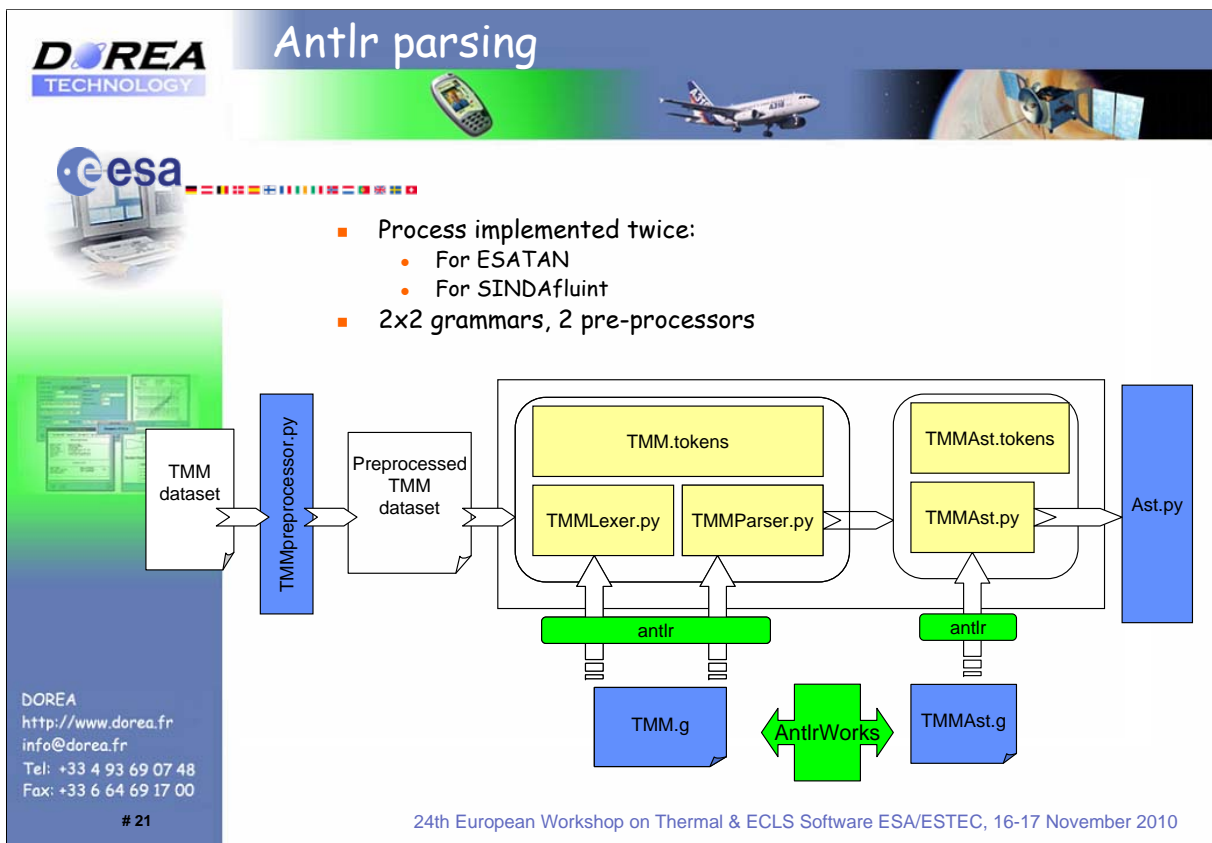 DOREA
TECHNOLOGY
Antlr parsing
A318
esa
Process implemented twice:
For ESATAN
For SINDAfluint
2x2 grammars, 2 pre-processors
TMM
dataset
TMMpreprocessor.py
Preprocessed
TMM
dataset
TMM.tokens
TMMLexer.py
TMMParser.py
TMMAst.tokens
TMMAst.py
Ast.py
antlr
antlr
TMM.g
AntlrWorks
TMMAst.g
DOREA
http://www.dorea.fr
info@dorea.fr
Tel: +33 4 93 69 07 48
Fax: +33 6 64 69 17 00
# 21
24th European Workshop on Thermal & ECLS Software ESA/ESTEC, 16-17 November 2010